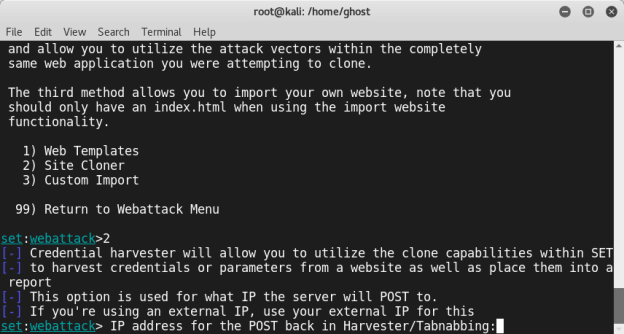 root@kali: /home/ghost
File Edit View Search Terminal Help
and allow you to utilize the attack vectors within the completely
same web application you were attempting to clone.
The third method allows you to import your own website, note that you
should only have an index.html when using the import website
functionality.
1) Web Templates
2) Site Cloner
3) Custom Import
99) Return to Webattack Menu
set:webattack>2
[-] Credential harvester will allow you to utilize the clone capabilities within SET
[-] to harvest credentials or parameters from a website as well as place them into a
report
[-] This option is used for what IP the server will POST to.
[-] If you're using an external IP, use your external IP for this
set:webattack> IP address for the POST back in Harvester/Tabnabbing: